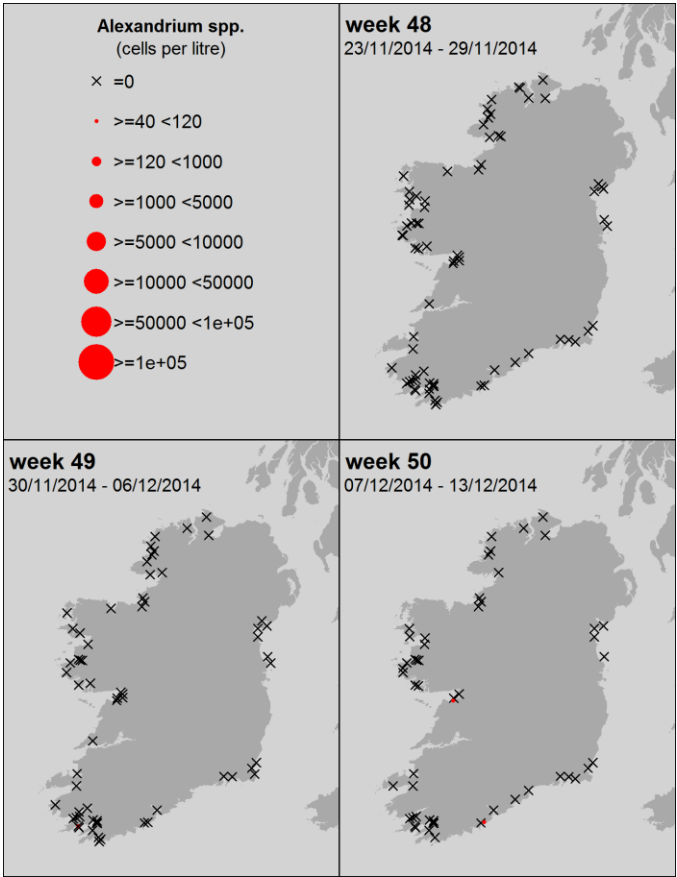 Alexandrium spp.
(cells per litre)
=0
>=40 <120
>=120 <1000
>=1000 <5000
>=5000 <10000
>=10000 <50000
>=50000 <1e+05
>=1e+05
week 48
23/11/2014 - 29/11/2014
week 49
30/11/2014 - 06/12/2014
week 50
07/12/2014 - 13/12/2014